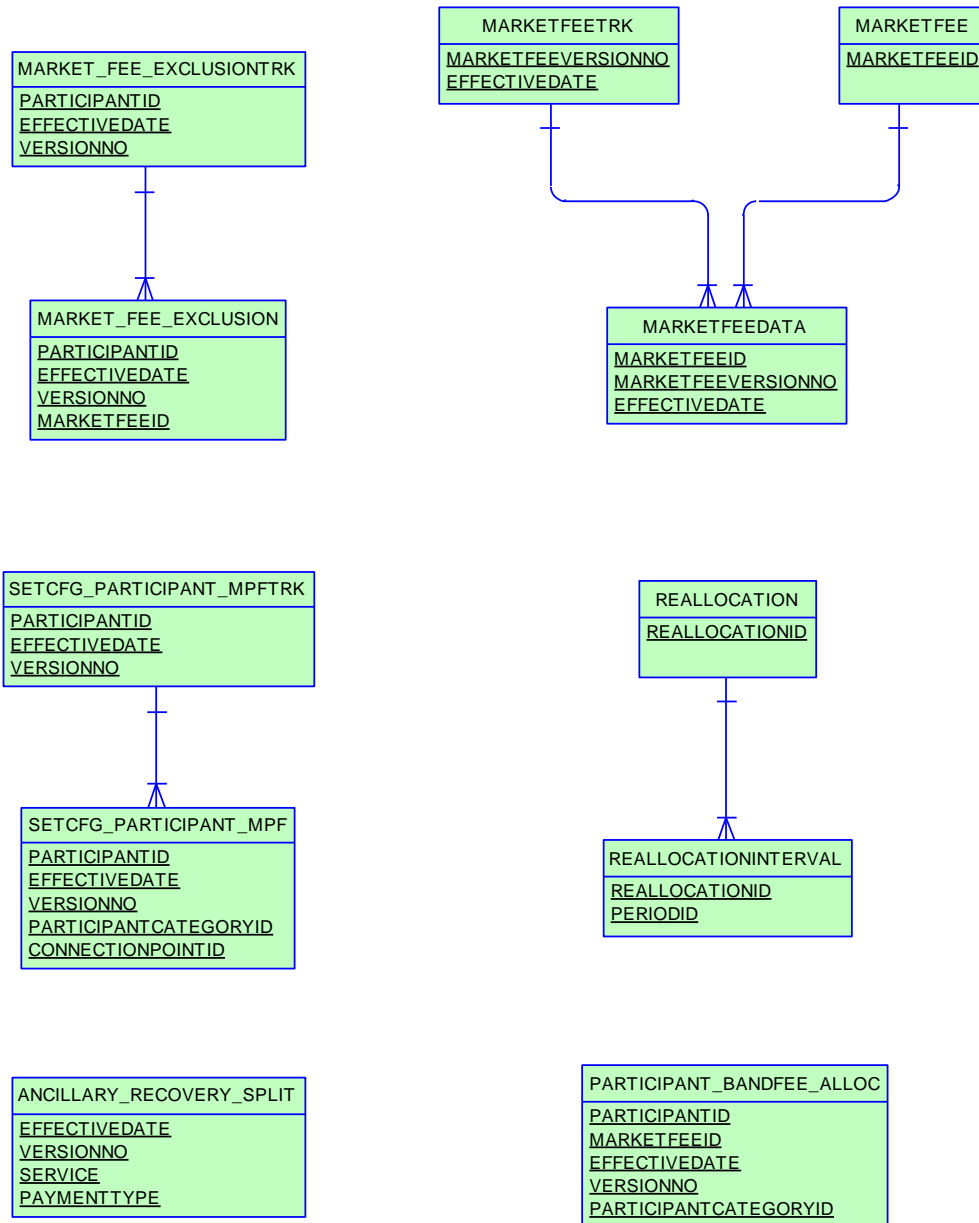 MARKET_FEE_EXCLUSIONTRK
PARTICIPANTID
EFFECTIVEDATE
VERSIONNO
MARKETFEETRK
MARKETFEEVERSIONNO
EFFECTIVEDATE
MARKETFEE
MARKETFEEID
MARKET_FEE_EXCLUSION
PARTICIPANTID
EFFECTIVEDATE
VERSIONNO
MARKETFEEID
MARKETFEEDATA
MARKETFEEID
MARKETFEEVERSIONNO
EFFECTIVEDATE
SETCFG_PARTICIPANT_MPFTRK
PARTICIPANTID
EFFECTIVEDATE
VERSIONNO
REALLOCATION
REALLOCATIONID
SETCFG_PARTICIPANT_MPF
PARTICIPANTID
EFFECTIVEDATE
VERSIONNO
PARTICIPANTCATEGORYID
CONNECTIONPOINTID
REALLOCATIONINTERVAL
REALLOCATIONID
PERIODID
ANCILLARY_RECOVERY_SPLIT
EFFECTIVEDATE
VERSIONNO
SERVICE
PAYMENTTYPE
PARTICIPANT_BANDFEE_ALLOC
PARTICIPANTID
MARKETFEEID
EFFECTIVEDATE
VERSIONNO
PARTICIPANTCATEGORYID